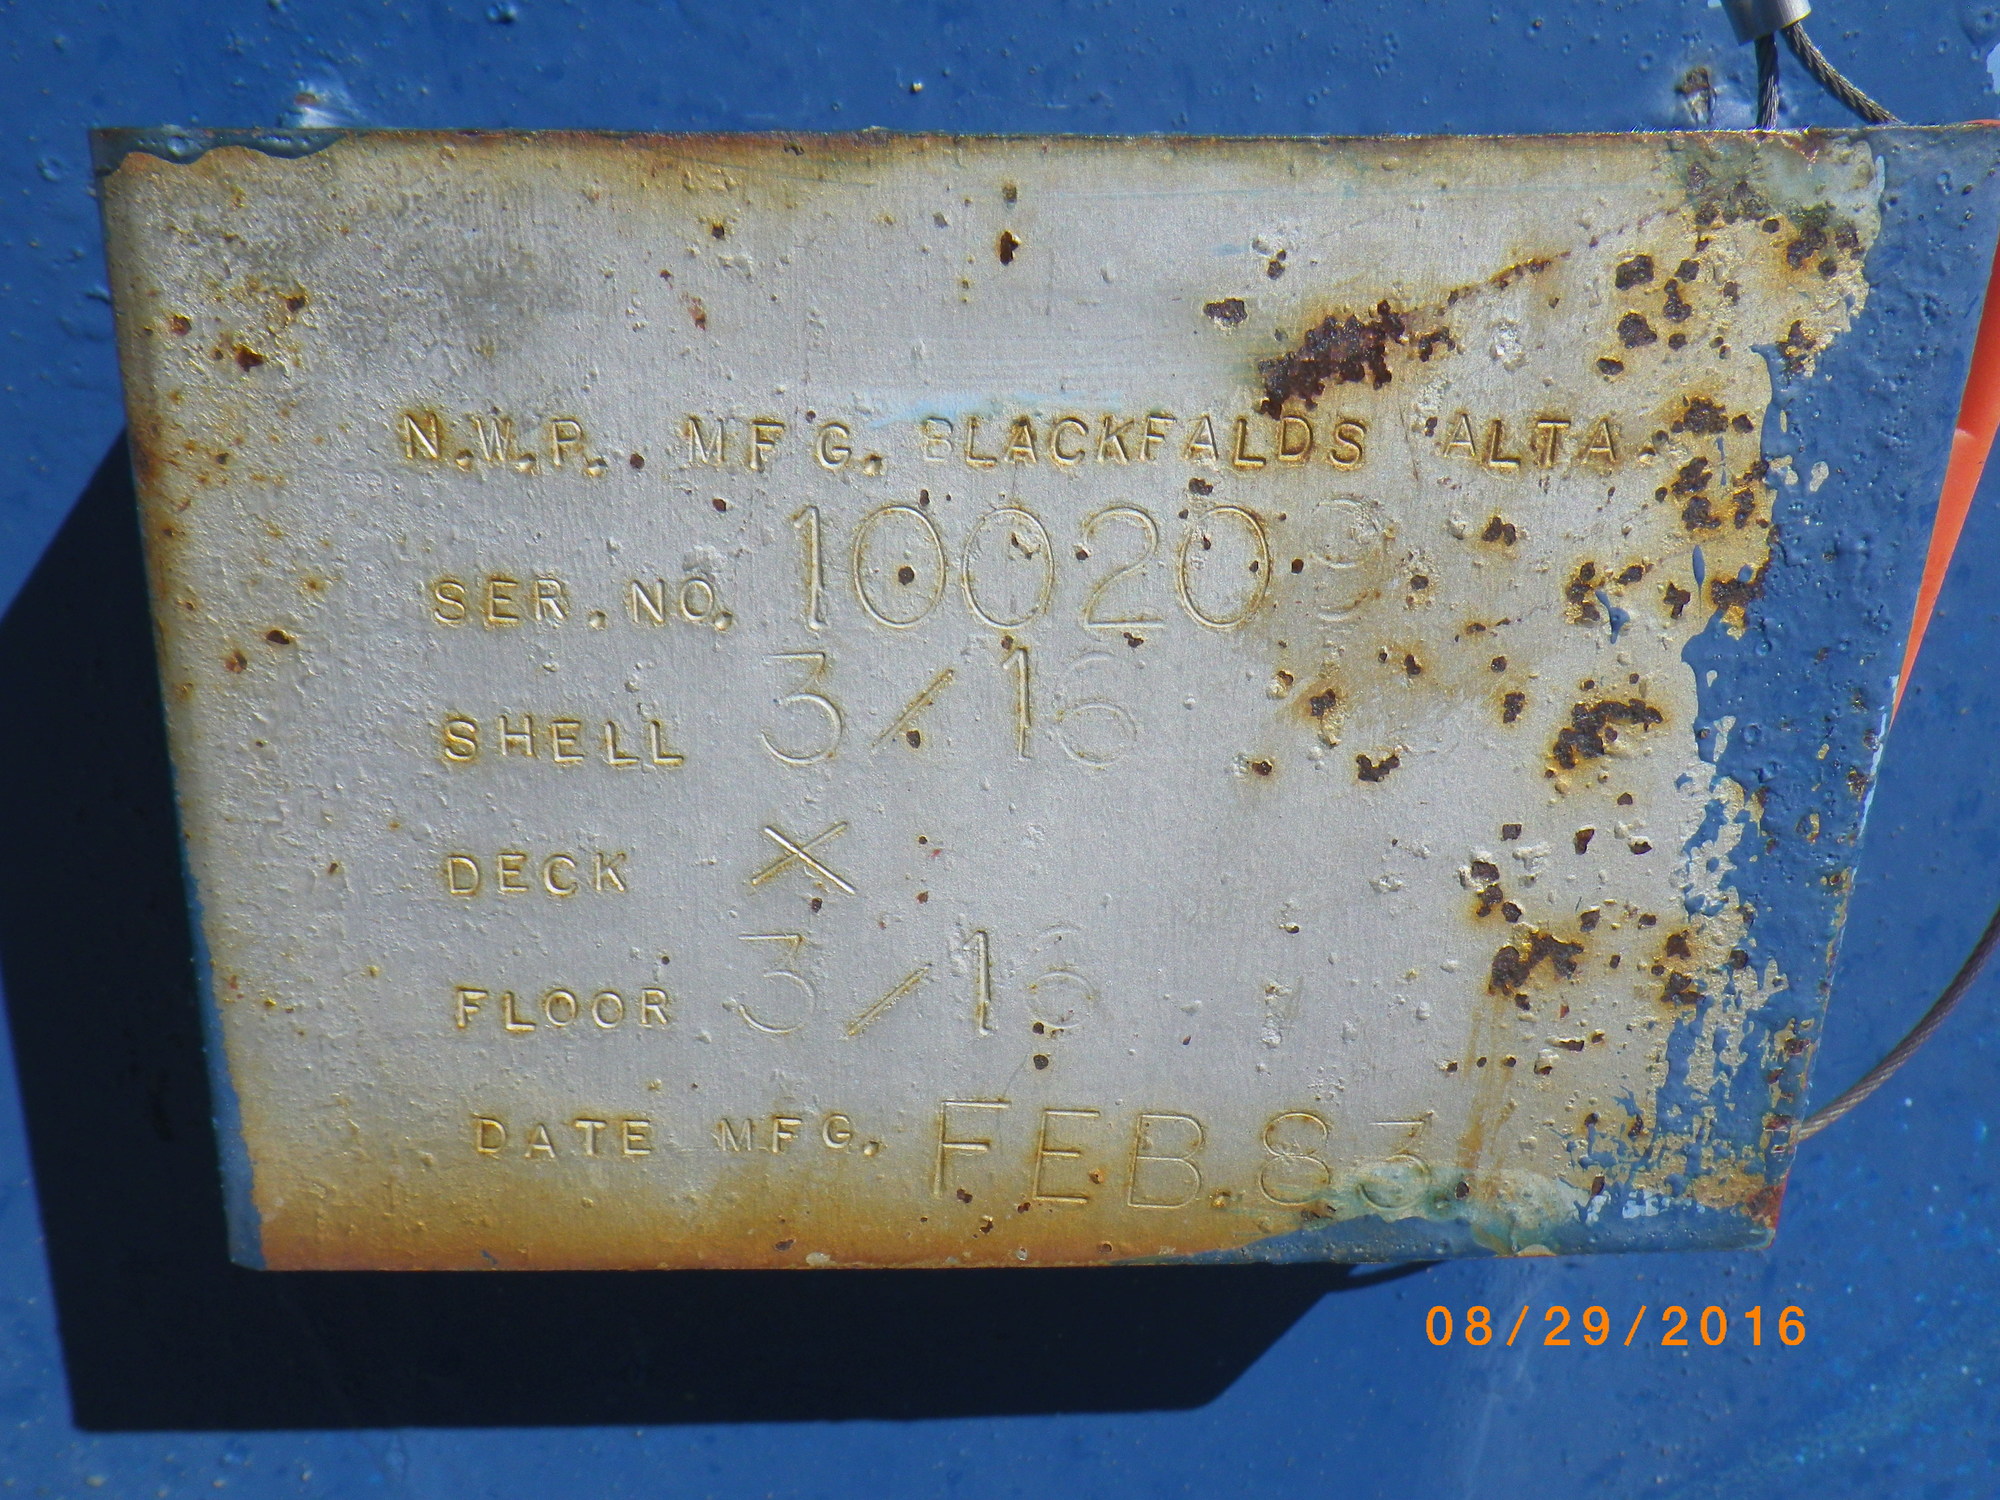 N.W.P. MFG. BLACKFALDS ALTA.
SER. NO. 100209
SHELL 3/16
DECK X
FLOOR 3/16
DATE MFG. FEB. 83
08/29/2016